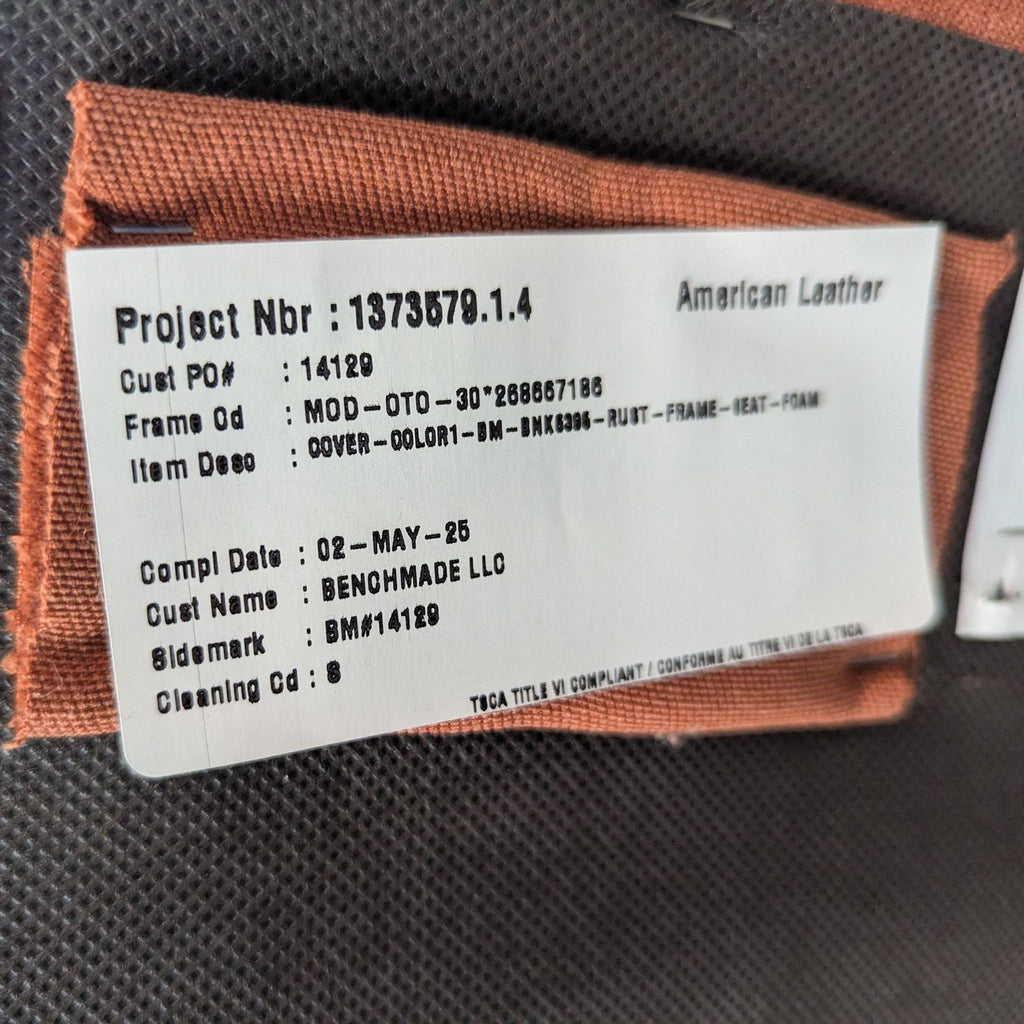 Project Nbr : 1373579.1.4
American Leather
Cust PO# : 14129
Frame Cd : MOD-OTO-30*268667186
Item Desc : COVER-COLOR1-BM-BNK6396-RUST-FRAME-SEAT-FOAM
Compl Date : 02-MAY-25
Cust Name : BENCHMADE LLC
Sidemark : BM#14129
Cleaning Cd : S
TSCA TITLE VI COMPLIANT / CONFORME AU TITRE VI DE LA TSCA